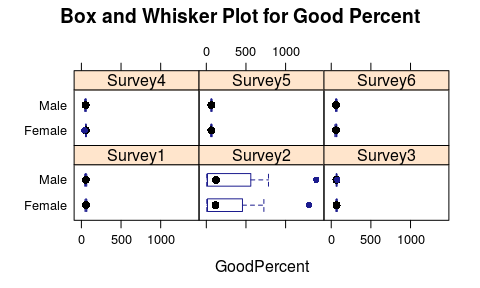 Box and Whisker Plot for Good Percent
0 500 1000
Survey4 Survey5 Survey6
Male
Female
Survey1 Survey2 Survey3
Male
Female
0 500 1000 0 500 1000
GoodPercent